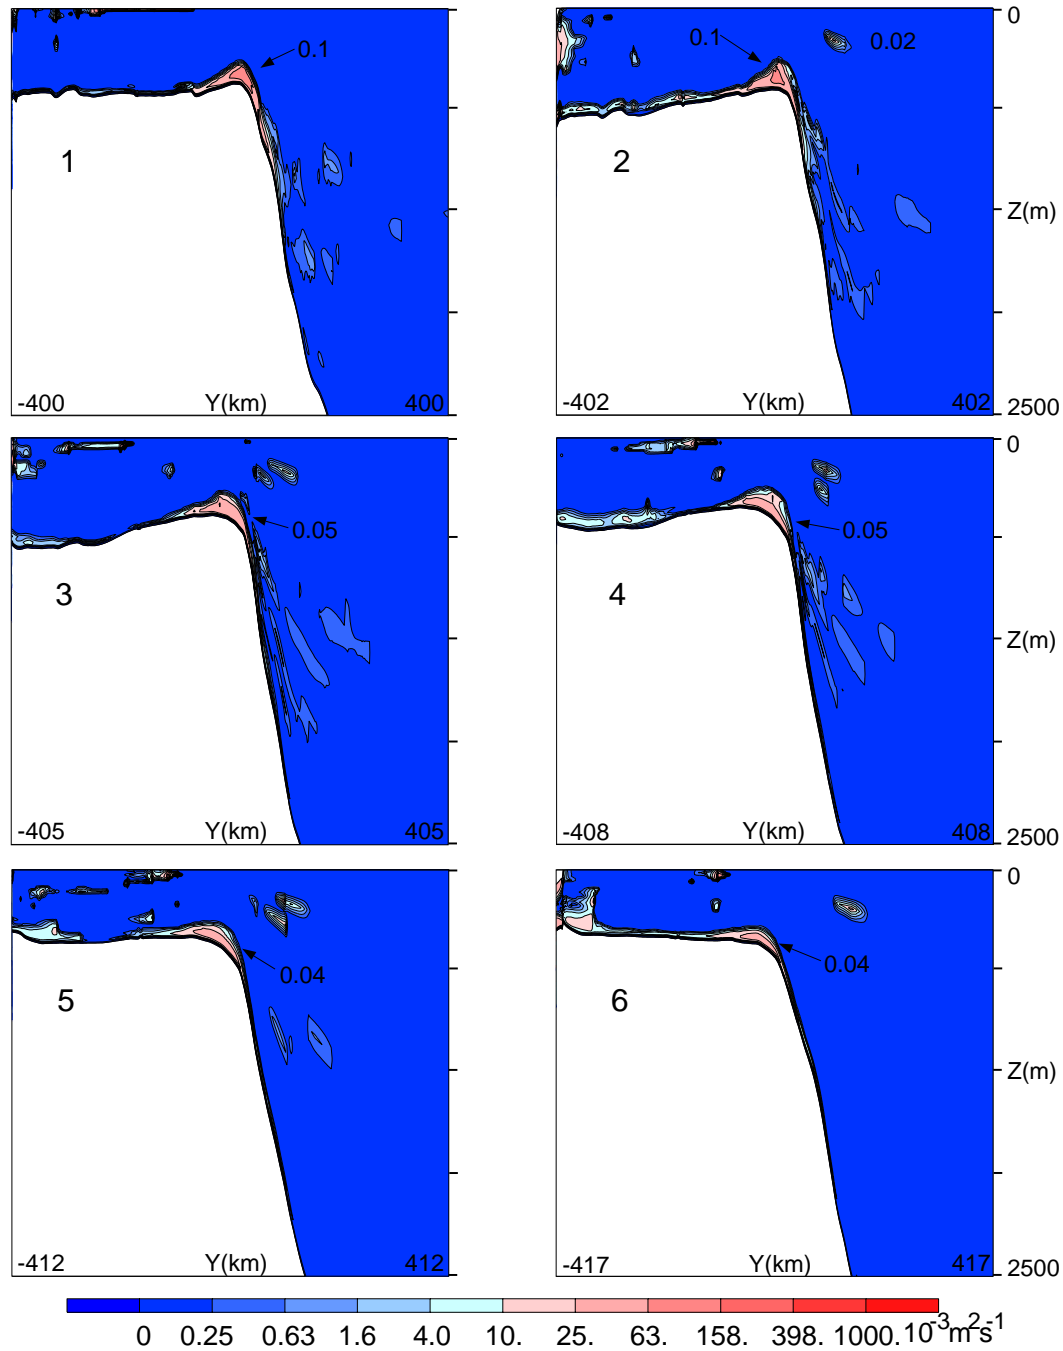 0.1
1
-400 Y(km) 400
0.1
0.02
2
-402 Y(km) 402
0
Z(m)
2500
0.05
3
-405 Y(km) 405
0.05
4
-408 Y(km) 408
0
Z(m)
2500
0.04
5
-412 Y(km) 412
0.04
6
-417 Y(km) 417
0
Z(m)
2500
0 0.25 0.63 1.6 4.0 10. 25. 63. 158. 398. 1000. 10⁻³m²s⁻¹